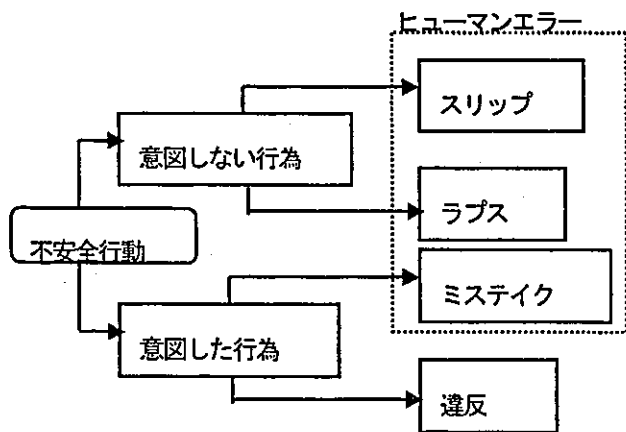 ヒューマンエラー
スリップ
意図しない行為
ラプス
不安全行動
ミステイク
意図した行為
違反